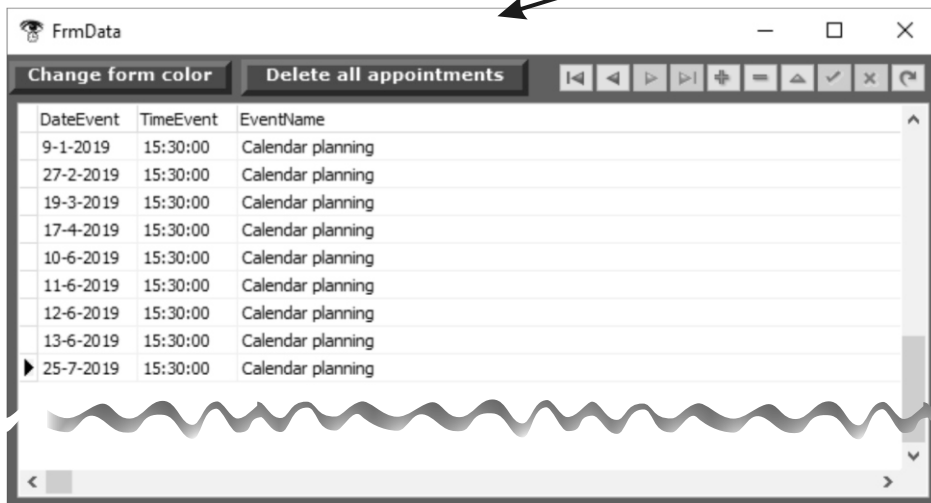 FrmData
Change form color Delete all appointments
DateEvent TimeEvent EventName
9-1-2019 15:30:00 Calendar planning
27-2-2019 15:30:00 Calendar planning
19-3-2019 15:30:00 Calendar planning
17-4-2019 15:30:00 Calendar planning
10-6-2019 15:30:00 Calendar planning
11-6-2019 15:30:00 Calendar planning
12-6-2019 15:30:00 Calendar planning
13-6-2019 15:30:00 Calendar planning
25-7-2019 15:30:00 Calendar planning